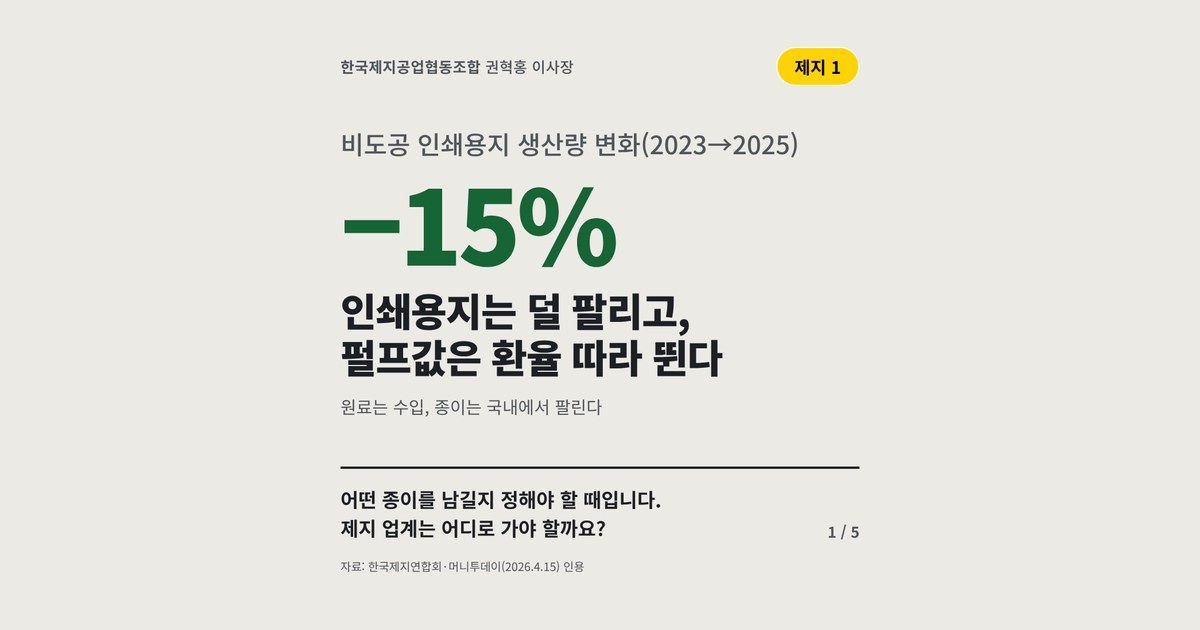 한국제지공업협동조합 권혁홍 이사장
제지 1
비도공 인쇄용지 생산량 변화(2023→2025)
−15%
인쇄용지는 덜 팔리고,
펄프값은 환율 따라 뛴다
원료는 수입, 종이는 국내에서 팔린다
어떤 종이를 남길지 정해야 할 때입니다.
제지 업계는 어디로 가야 할까요?
1 / 5
자료: 한국제지연합회·머니투데이(2026.4.15) 인용